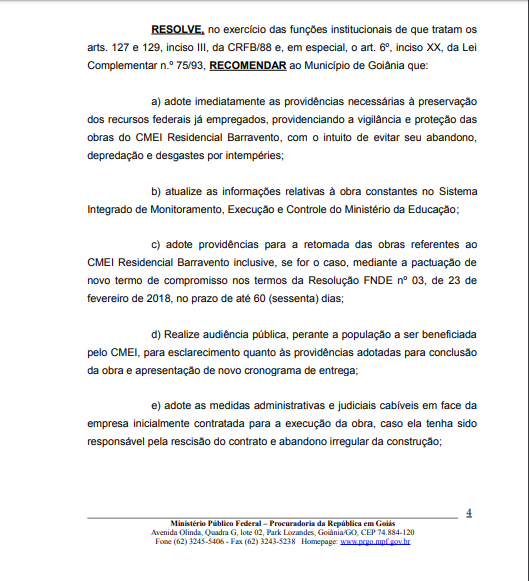 RESOLVE, no exercício das funções institucionais de que tratam os
arts. 127 e 129, inciso III, da CRFB/88 e, em especial, o art. 6º, inciso XX, da Lei
Complementar n.º 75/93, RECOMENDAR ao Município de Goiânia que:
a) adote imediatamente as providências necessárias à preservação
dos recursos federais já empregados, providenciando a vigilância e proteção das
obras do CMEI Residencial Barravento, com o intuito de evitar seu abandono,
depredação e desgastes por intempéries;
b) atualize as informações relativas à obra constantes no Sistema
Integrado de Monitoramento, Execução e Controle do Ministério da Educação;
c) adote providências para a retomada das obras referentes ao
CMEI Residencial Barravento inclusive, se for o caso, mediante a pactuação de
novo termo de compromisso nos termos da Resolução FNDE nº 03, de 23 de
fevereiro de 2018, no prazo de até 60 (sessenta) dias;
d) Realize audiência pública, perante a população a ser beneficiada
pelo CMEI, para esclarecimento quanto às providências adotadas para conclusão
da obra e apresentação de novo cronograma de entrega;
e) adote as medidas administrativas e judiciais cabíveis em face da
empresa inicialmente contratada para a execução da obra, caso ela tenha sido
responsável pela rescisão do contrato e abandono irregular da construção;
4
Ministério Público Federal – Procuradoria da República em Goiás
Avenida Olinda, Quadra G, lote 02, Park Lozandes, Goiânia/GO, CEP 74.884-120
Fone (62) 3245-5406 - Fax (62) 3243-5238 Homepage: www.prgo.mpf.gov.br